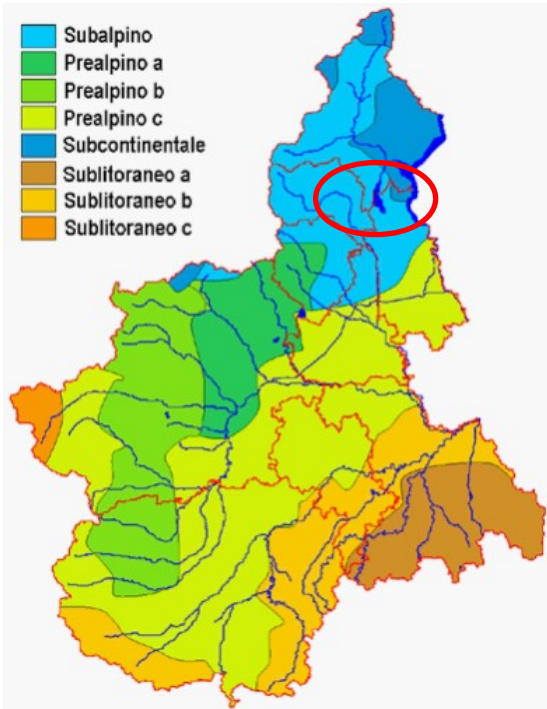 Subalpino
Prealpino a
Prealpino b
Prealpino c
Subcontinentale
Sublitoraneo a
Sublitoraneo b
Sublitoraneo c